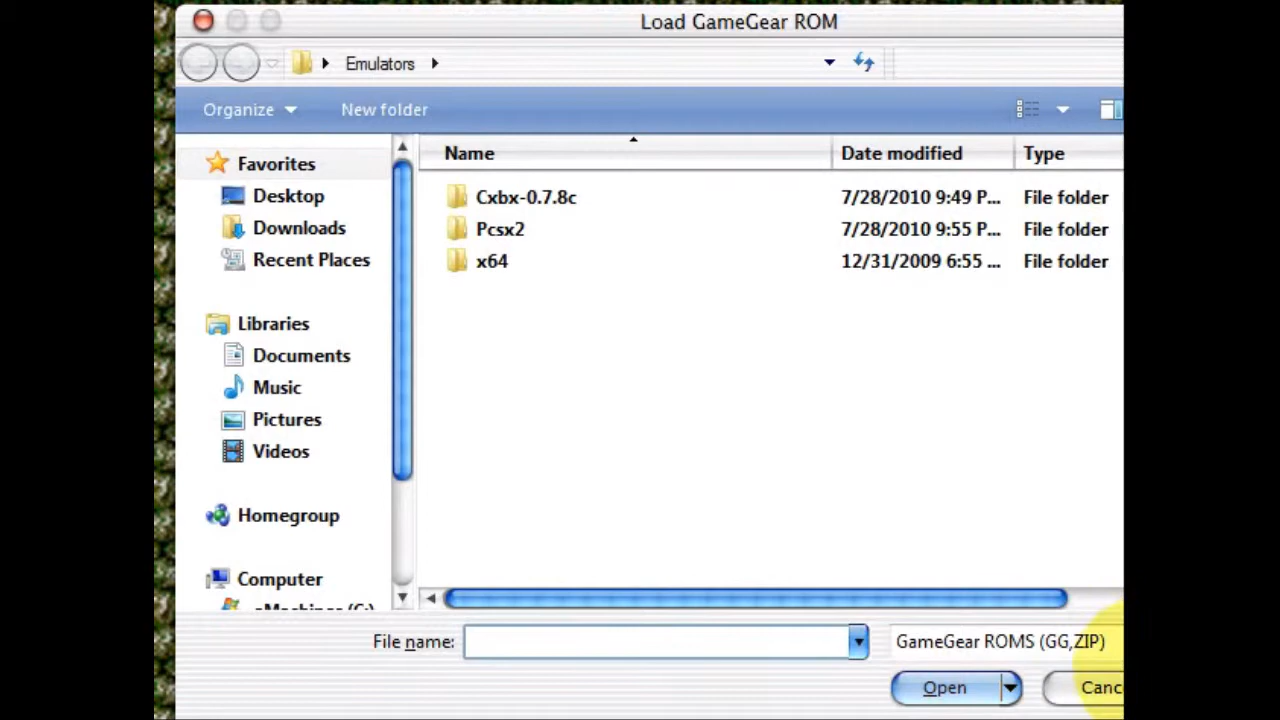 Load GameGear ROM
Emulators
Organize New folder
Name Date modified Type
Favorites
Desktop
Downloads
Recent Places
Libraries
Documents
Music
Pictures
Videos
Homegroup
Computer
Cxbx-0.7.8c 7/28/2010 9:49 P... File folder
Pcsx2 7/28/2010 9:55 P... File folder
x64 12/31/2009 6:55 ... File folder
File name: GameGear ROMS (GG,ZIP)
Open Canc